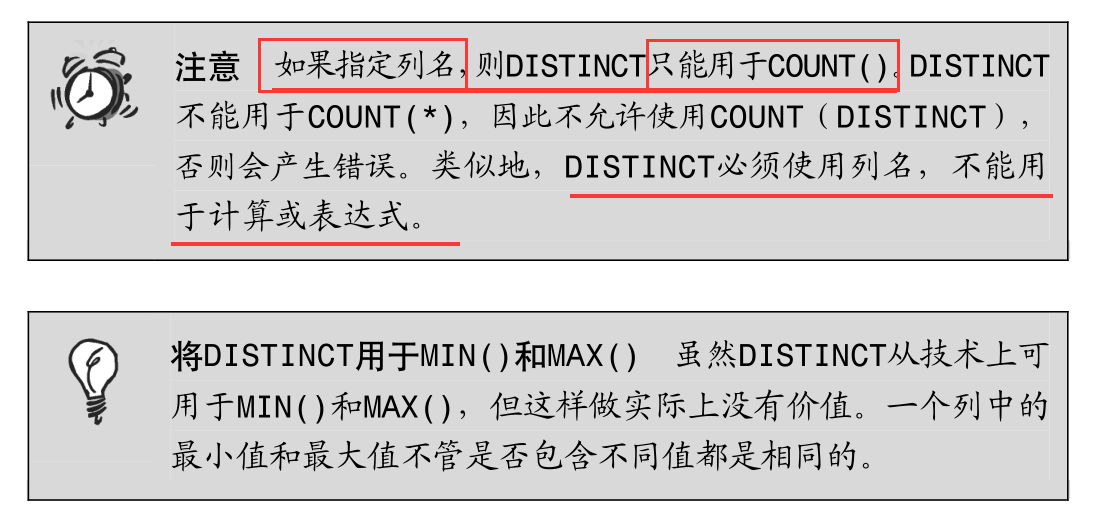 注意 如果指定列名，则DISTINCT只能用于COUNT()。DISTINCT
不能用于COUNT(*)，因此不允许使用COUNT（DISTINCT），
否则会产生错误。类似地，DISTINCT必须使用列名，不能用
于计算或表达式。
将DISTINCT用于MIN()和MAX() 虽然DISTINCT从技术上可
用于MIN()和MAX()，但这样做实际上没有价值。一个列中的
最小值和最大值不管是否包含不同值都是相同的。